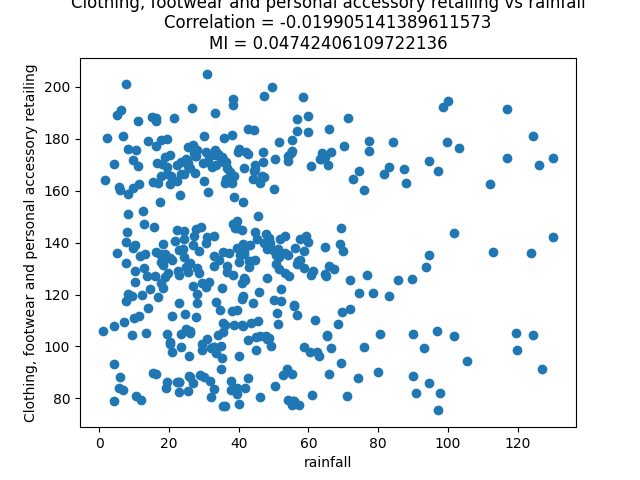 Clothing, footwear and personal accessory retailing vs rainfall
Correlation = -0.019905141389611573
MI = 0.04742406109722136
Clothing, footwear and personal accessory retailing
200
180
160
140
120
100
80
0 20 40 60 80 100 120
rainfall